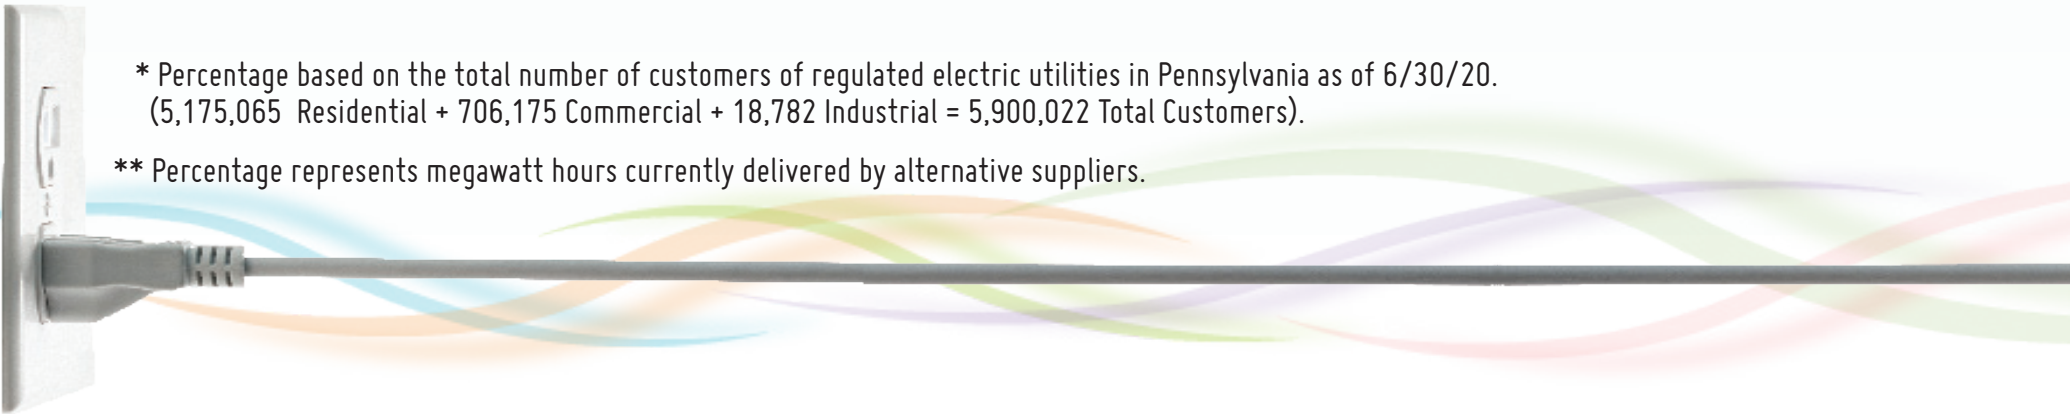 * Percentage based on the total number of customers of regulated electric utilities in Pennsylvania as of 6/30/20.
(5,175,065  Residential + 706,175 Commercial + 18,782 Industrial = 5,900,022 Total Customers).
** Percentage represents megawatt hours currently delivered by alternative suppliers.